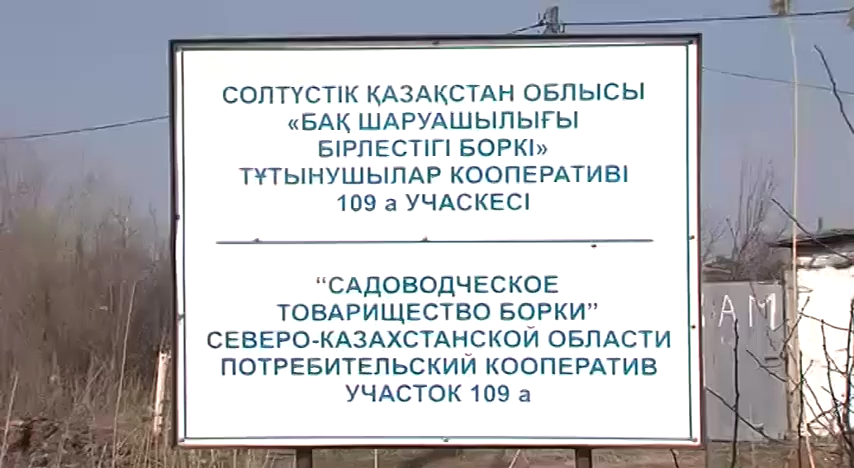 СОЛТҮСТІК ҚАЗАҚСТАН ОБЛЫСЫ
«БАҚ ШАРУАШЫЛЫҒЫ
БІРЛЕСТІГІ БОРКІ»
ТҰТЫНУШЫЛАР КООПЕРАТИВІ
109 а УЧАСКЕСІ
“САДОВОДЧЕСКОЕ
ТОВАРИЩЕСТВО БОРКИ”
СЕВЕРО-КАЗАХСТАНСКОЙ ОБЛАСТИ
ПОТРЕБИТЕЛЬСКИЙ КООПЕРАТИВ
УЧАСТОК 109 а